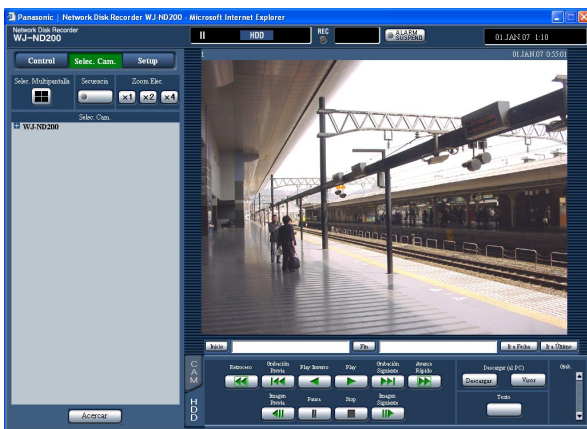 Panasonic | Network Disk Recorder WJ-ND200 - Microsoft Internet Explorer
Network Disk Recorder
WJ-ND200
HDD
REC
ALARM SUSPEND
01.JAN.07 1:10
Control Selec. Cam. Setup
Selec. Multipantalla Secuencia Zoom Elec.
x1 x2 x4
Selec. Cam.
WJ-ND200
Acercar
1
01.JAN.07 0:55:01
Inicio Fin Ir a Fecha Ir a Último
CAM
HDD
Retroceso Grabación Previa Play Inverso Play Grabación Siguiente Avance Rápido
Imagen Previa Pausa Stop Imagen Siguiente
Descargar (al PC)
Descargar Visor
Texto
Grab.